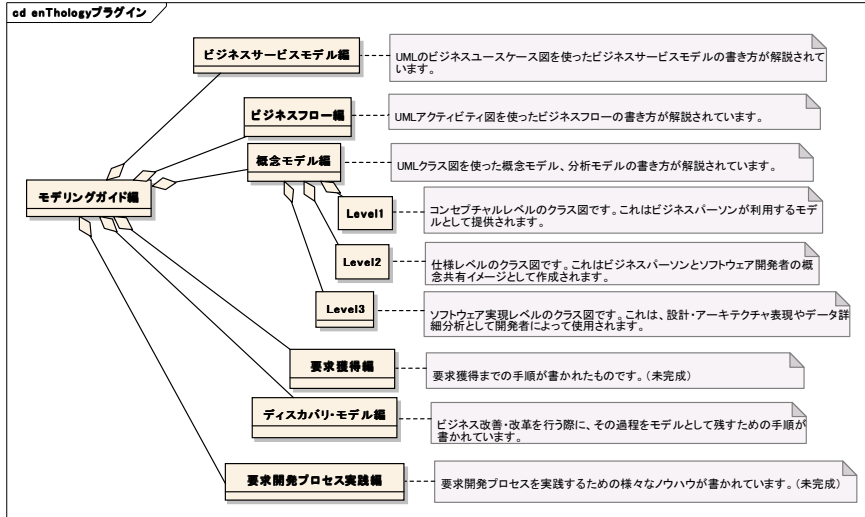 cd enThologyプラグイン
ビジネスサービスモデル編
UMLのビジネスユースケース図を使ったビジネスサービスモデルの書き方が解説されて
います。
ビジネスフロー編
UMLアクティビティ図を使ったビジネスフローの書き方が解説されています。
概念モデル編
UMLクラス図を使った概念モデル、分析モデルの書き方が解説されています。
モデリングガイド編
Level1
コンセプチャルレベルのクラス図です。これはビジネスパーソンが利用するモデ
ルとして提供されます。
Level2
仕様レベルのクラス図です。これはビジネスパーソンとソフトウェア開発者の概
念共有イメージとして作成されます。
Level3
ソフトウェア実現レベルのクラス図です。これは、設計・アーキテクチャ表現やデータ詳
細分析として開発者によって使用されます。
要求獲得編
要求獲得までの手順が書かれたものです。(未完成)
ディスカバリ・モデル編
ビジネス改善・改革を行う際に、その過程をモデルとして残すための手順が
書かれています。
要求開発プロセス実践編
要求開発プロセスを実践するための様々なノウハウが書かれています。(未完成)